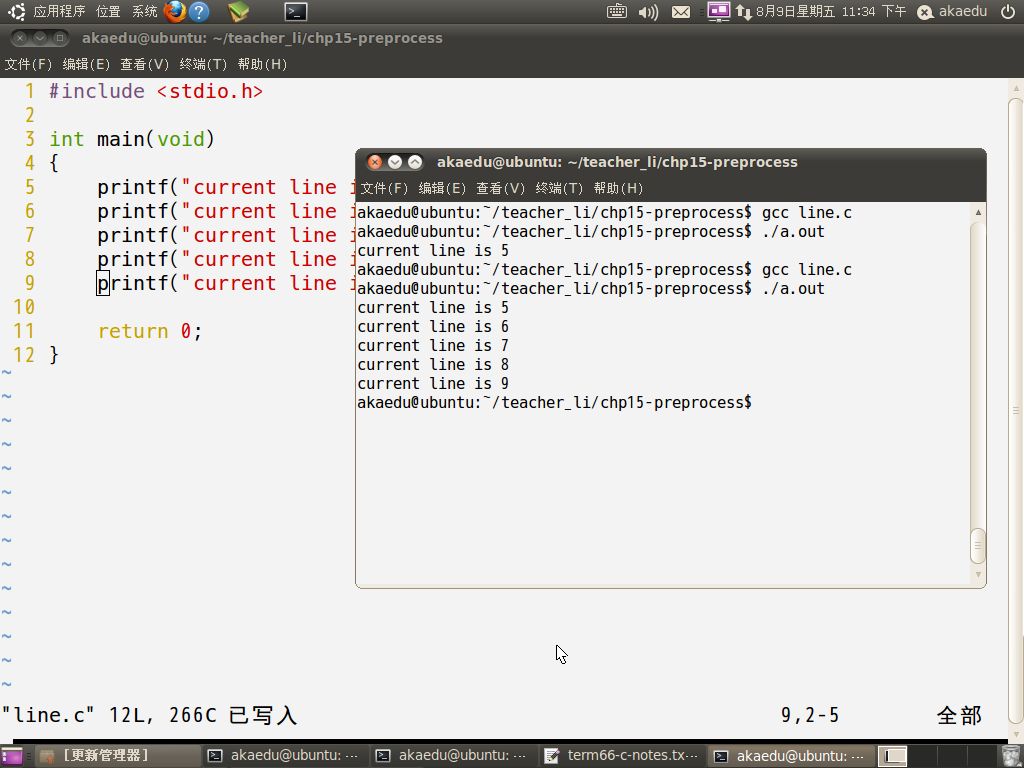 应用程序 位置 系统 8月9日星期五 11:34 下午 akaedu
akaedu@ubuntu: ~/teacher_li/chp15-preprocess
文件(F) 编辑(E) 查看(V) 终端(T) 帮助(H)
1 #include <stdio.h>
2
3 int main(void)
4 {
5 printf("current line i
6 printf("current line i
7 printf("current line i
8 printf("current line i
9 printf("current line i
10
11 return 0;
12 }
~
~
~
~
~
~
~
~
~
~
~
~
~
~
"line.c" 12L, 266C 已写入 9,2-5 全部
akaedu@ubuntu: ~/teacher_li/chp15-preprocess
文件(F) 编辑(E) 查看(V) 终端(T) 帮助(H)
akaedu@ubuntu:~/teacher_li/chp15-preprocess$ gcc line.c
akaedu@ubuntu:~/teacher_li/chp15-preprocess$ ./a.out
current line is 5
akaedu@ubuntu:~/teacher_li/chp15-preprocess$ gcc line.c
akaedu@ubuntu:~/teacher_li/chp15-preprocess$ ./a.out
current line is 5
current line is 6
current line is 7
current line is 8
current line is 9
akaedu@ubuntu:~/teacher_li/chp15-preprocess$
[更新管理器] akaedu@ubuntu: ... akaedu@ubuntu: ... term66-c-notes.tx... akaedu@ubuntu: ...